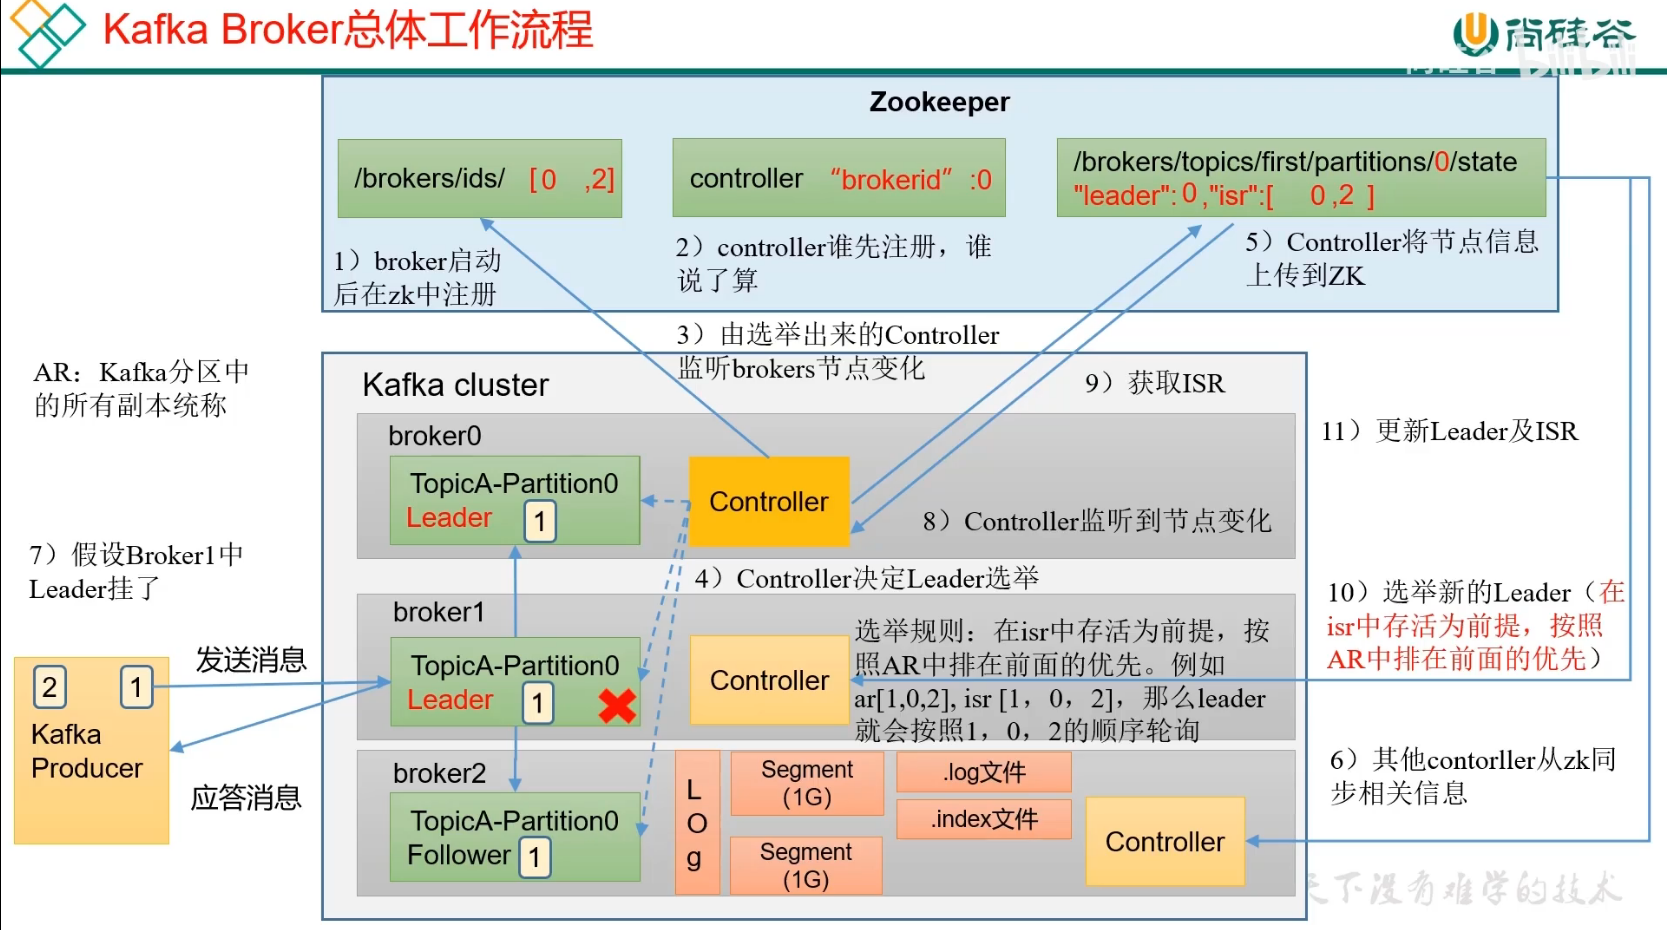 Kafka Broker总体工作流程
尚硅谷
bilibili
Zookeeper
/brokers/ids/ [0 ,2]
controller “brokerid” :0
/brokers/topics/first/partitions/0/state
"leader":0,"isr":[ 0,2 ]
1）broker启动
后在zk中注册
2）controller谁先注册，谁
说了算
5）Controller将节点信息
上传到ZK
3）由选举出来的Controller
监听brokers节点变化
AR：Kafka分区中
的所有副本统称
Kafka cluster
9）获取ISR
11）更新Leader及ISR
broker0
TopicA-Partition0
Leader 1
Controller
8）Controller监听到节点变化
7）假设Broker1中
Leader挂了
4）Controller决定Leader选举
10）选举新的Leader（在
isr中存活为前提，按照
AR中排在前面的优先）
broker1
TopicA-Partition0
Leader 1
Controller
选举规则：在isr中存活为前提，按
照AR中排在前面的优先。例如
ar[1,0,2], isr [1，0，2]，那么leader
就会按照1，0，2的顺序轮询
发送消息
2 1
Kafka
Producer
应答消息
6）其他contorller从zk同
步相关信息
broker2
TopicA-Partition0
Follower 1
LOg
Segment
(1G)
.log文件
.index文件
Segment
(1G)
Controller
天下没有难学的技术